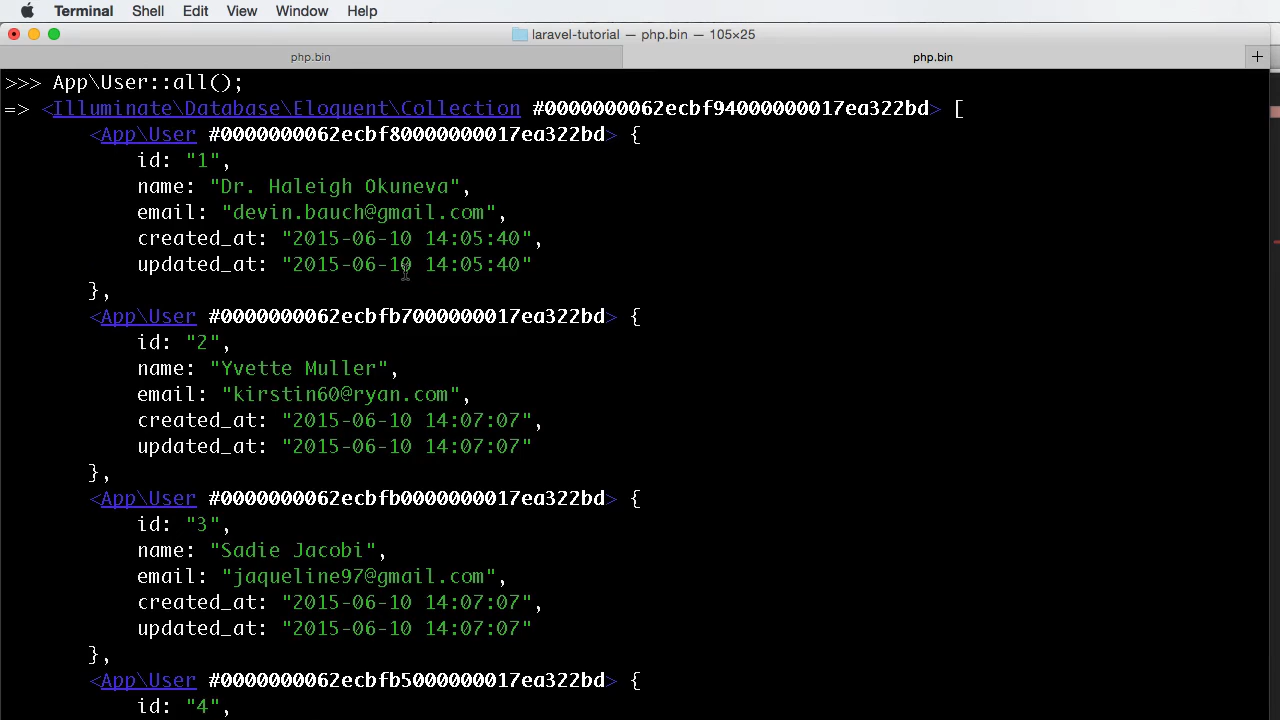 Terminal Shell Edit View Window Help
laravel-tutorial — php.bin — 105×25
php.bin php.bin +
>>> App\User::all();
=> <Illuminate\Database\Eloquent\Collection #0000000062ecbf94000000017ea322bd> [
<App\User #0000000062ecbf80000000017ea322bd> {
id: "1",
name: "Dr. Haleigh Okuneva",
email: "devin.bauch@gmail.com",
created_at: "2015-06-10 14:05:40",
updated_at: "2015-06-10 14:05:40"
},
<App\User #0000000062ecbfb7000000017ea322bd> {
id: "2",
name: "Yvette Muller",
email: "kirstin60@ryan.com",
created_at: "2015-06-10 14:07:07",
updated_at: "2015-06-10 14:07:07"
},
<App\User #0000000062ecbfb0000000017ea322bd> {
id: "3",
name: "Sadie Jacobi",
email: "jaqueline97@gmail.com",
created_at: "2015-06-10 14:07:07",
updated_at: "2015-06-10 14:07:07"
},
<App\User #0000000062ecbfb5000000017ea322bd> {
id: "4",